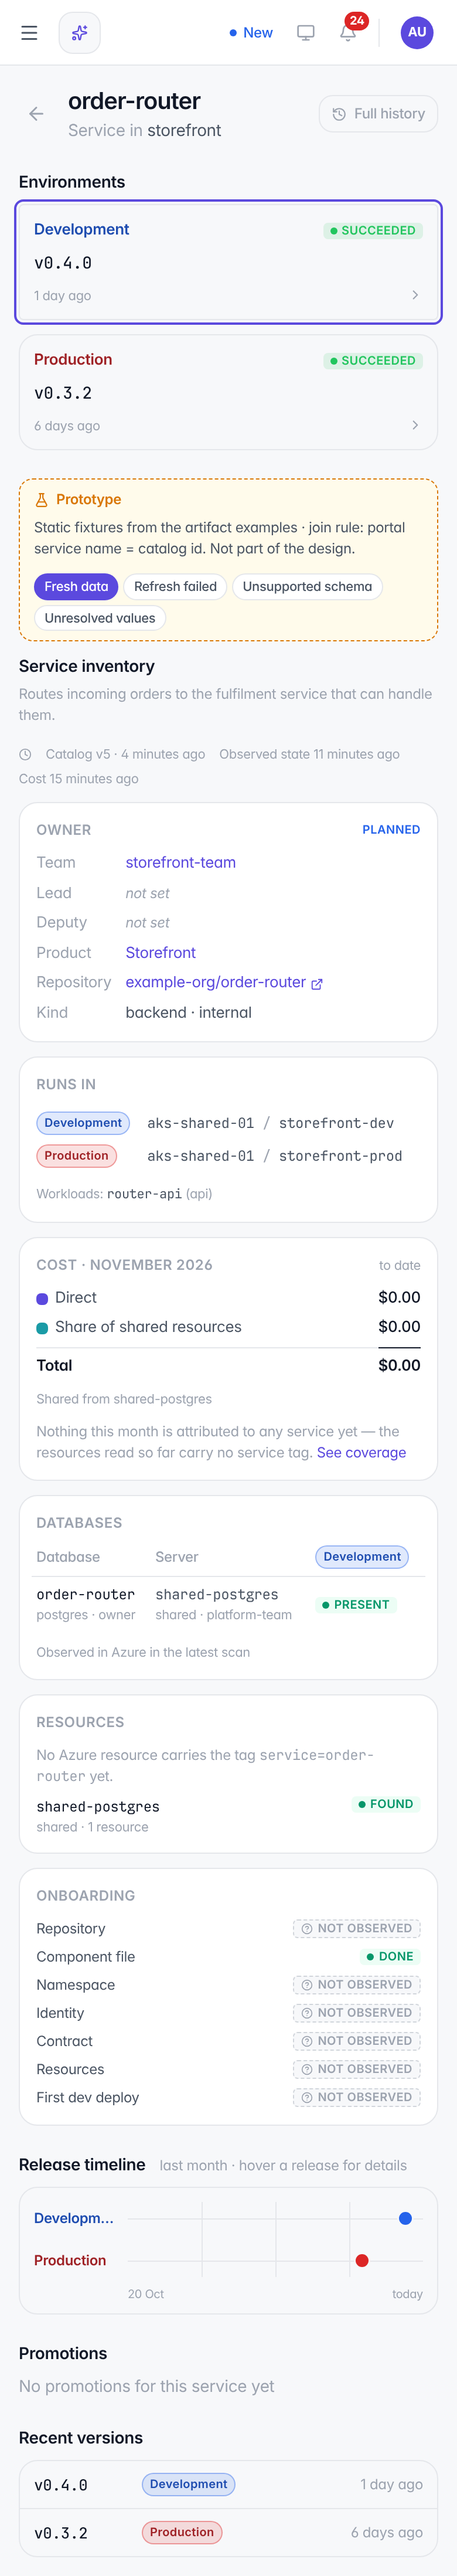 New
24
AU
order-router
Service in storefront
Full history
Environments
Development
SUCCEEDED
v0.4.0
1 day ago
Production
SUCCEEDED
v0.3.2
6 days ago
Prototype
Static fixtures from the artifact examples · join rule: portal
service name = catalog id. Not part of the design.
Fresh data
Refresh failed
Unsupported schema
Unresolved values
Service inventory
Routes incoming orders to the fulfilment service that can handle
them.
Catalog v5 · 4 minutes ago Observed state 11 minutes ago
Cost 15 minutes ago
OWNER
PLANNED
Team storefront-team
Lead not set
Deputy not set
Product Storefront
Repository example-org/order-router
Kind backend · internal
RUNS IN
Development aks-shared-01 / storefront-dev
Production aks-shared-01 / storefront-prod
Workloads: router-api (api)
COST · NOVEMBER 2026 to date
Direct $0.00
Share of shared resources $0.00
Total $0.00
Shared from shared-postgres
Nothing this month is attributed to any service yet — the
resources read so far carry no service tag. See coverage
DATABASES
Database Server Development
order-router shared-postgres PRESENT
postgres · owner shared · platform-team
Observed in Azure in the latest scan
RESOURCES
No Azure resource carries the tag service=order-
router yet.
shared-postgres FOUND
shared · 1 resource
ONBOARDING
Repository NOT OBSERVED
Component file DONE
Namespace NOT OBSERVED
Identity NOT OBSERVED
Contract NOT OBSERVED
Resources NOT OBSERVED
First dev deploy NOT OBSERVED
Release timeline last month · hover a release for details
Developm...
Production
20 Oct today
Promotions
No promotions for this service yet
Recent versions
v0.4.0 Development 1 day ago
v0.3.2 Production 6 days ago